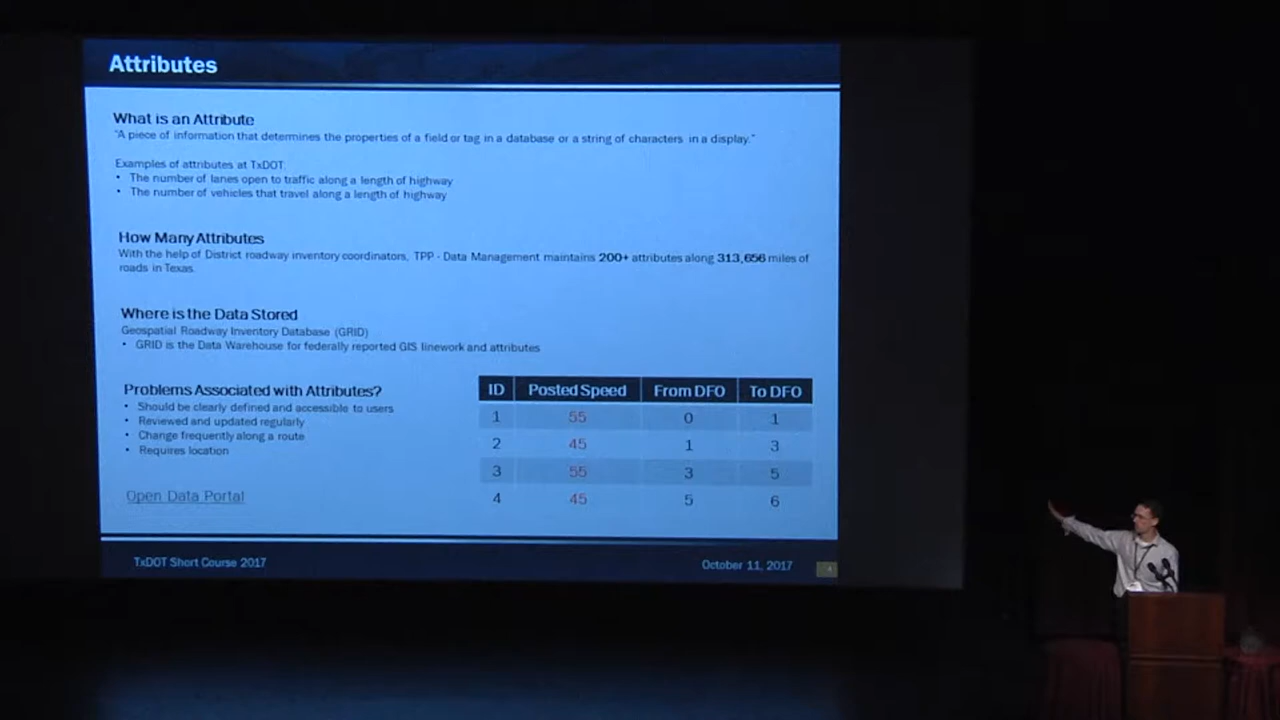 Attributes
What is an Attribute
"A piece of information that determines the properties of a field or tag in a database or a string of characters in a display."
Examples of attributes at TxDOT:
• The number of lanes open to traffic along a length of highway
• The number of vehicles that travel along a length of highway
How Many Attributes
With the help of District roadway inventory coordinators, TPP - Data Management maintains 200+ attributes along 313,656 miles of
roads in Texas.
Where is the Data Stored
Geospatial Roadway Inventory Database (GRID)
• GRID is the Data Warehouse for federally reported GIS linework and attributes
Problems Associated with Attributes?
• Should be clearly defined and accessible to users
• Reviewed and updated regularly
• Change frequently along a route
• Requires location
Open Data Portal
ID Posted Speed From DFO To DFO
1 55 0 1
2 45 1 3
3 55 3 5
4 45 5 6
TxDOT Short Course 2017
October 11, 2017